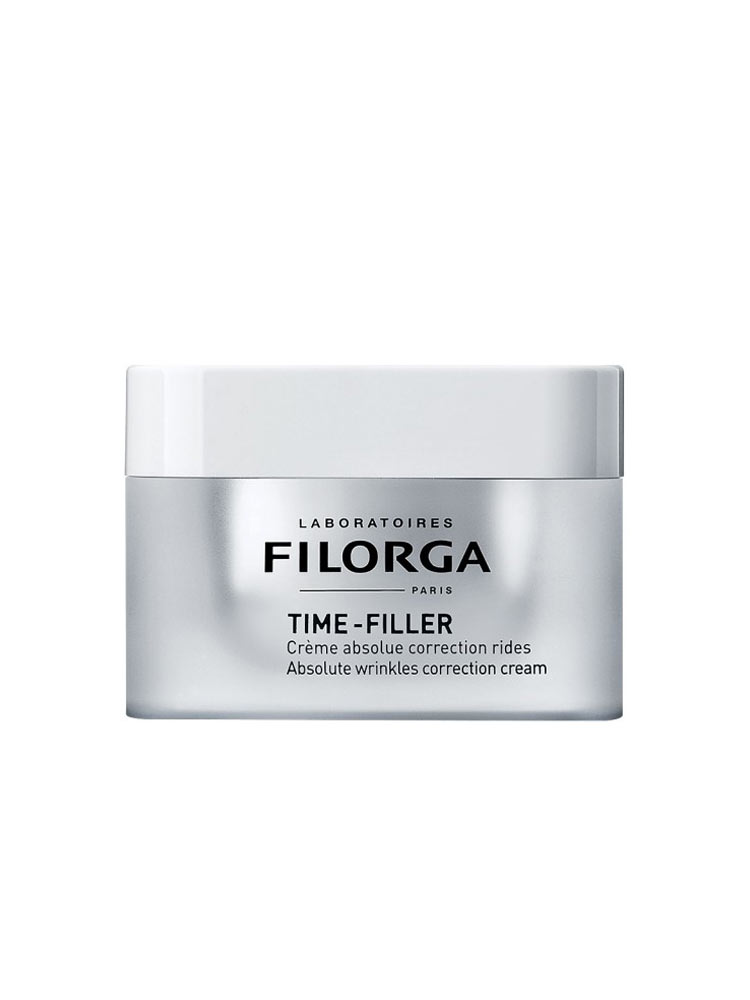 LABORATOIRES
FILORGA
PARIS
TIME-FILLER
Crème absolue correction rides
Absolute wrinkles correction cream